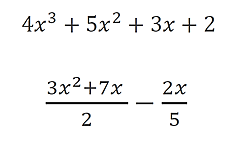 4x³ + 5x² + 3x + 2
(3x²+7x)/2 − 2x/5